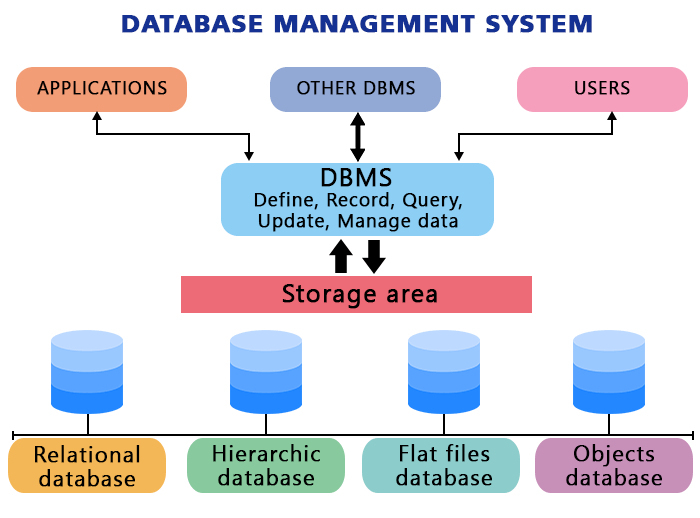 DATABASE MANAGEMENT SYSTEM
APPLICATIONS
OTHER DBMS
USERS
DBMS
Define, Record, Query,
Update, Manage data
Storage area
Relational
database
Hierarchic
database
Flat files
database
Objects
database